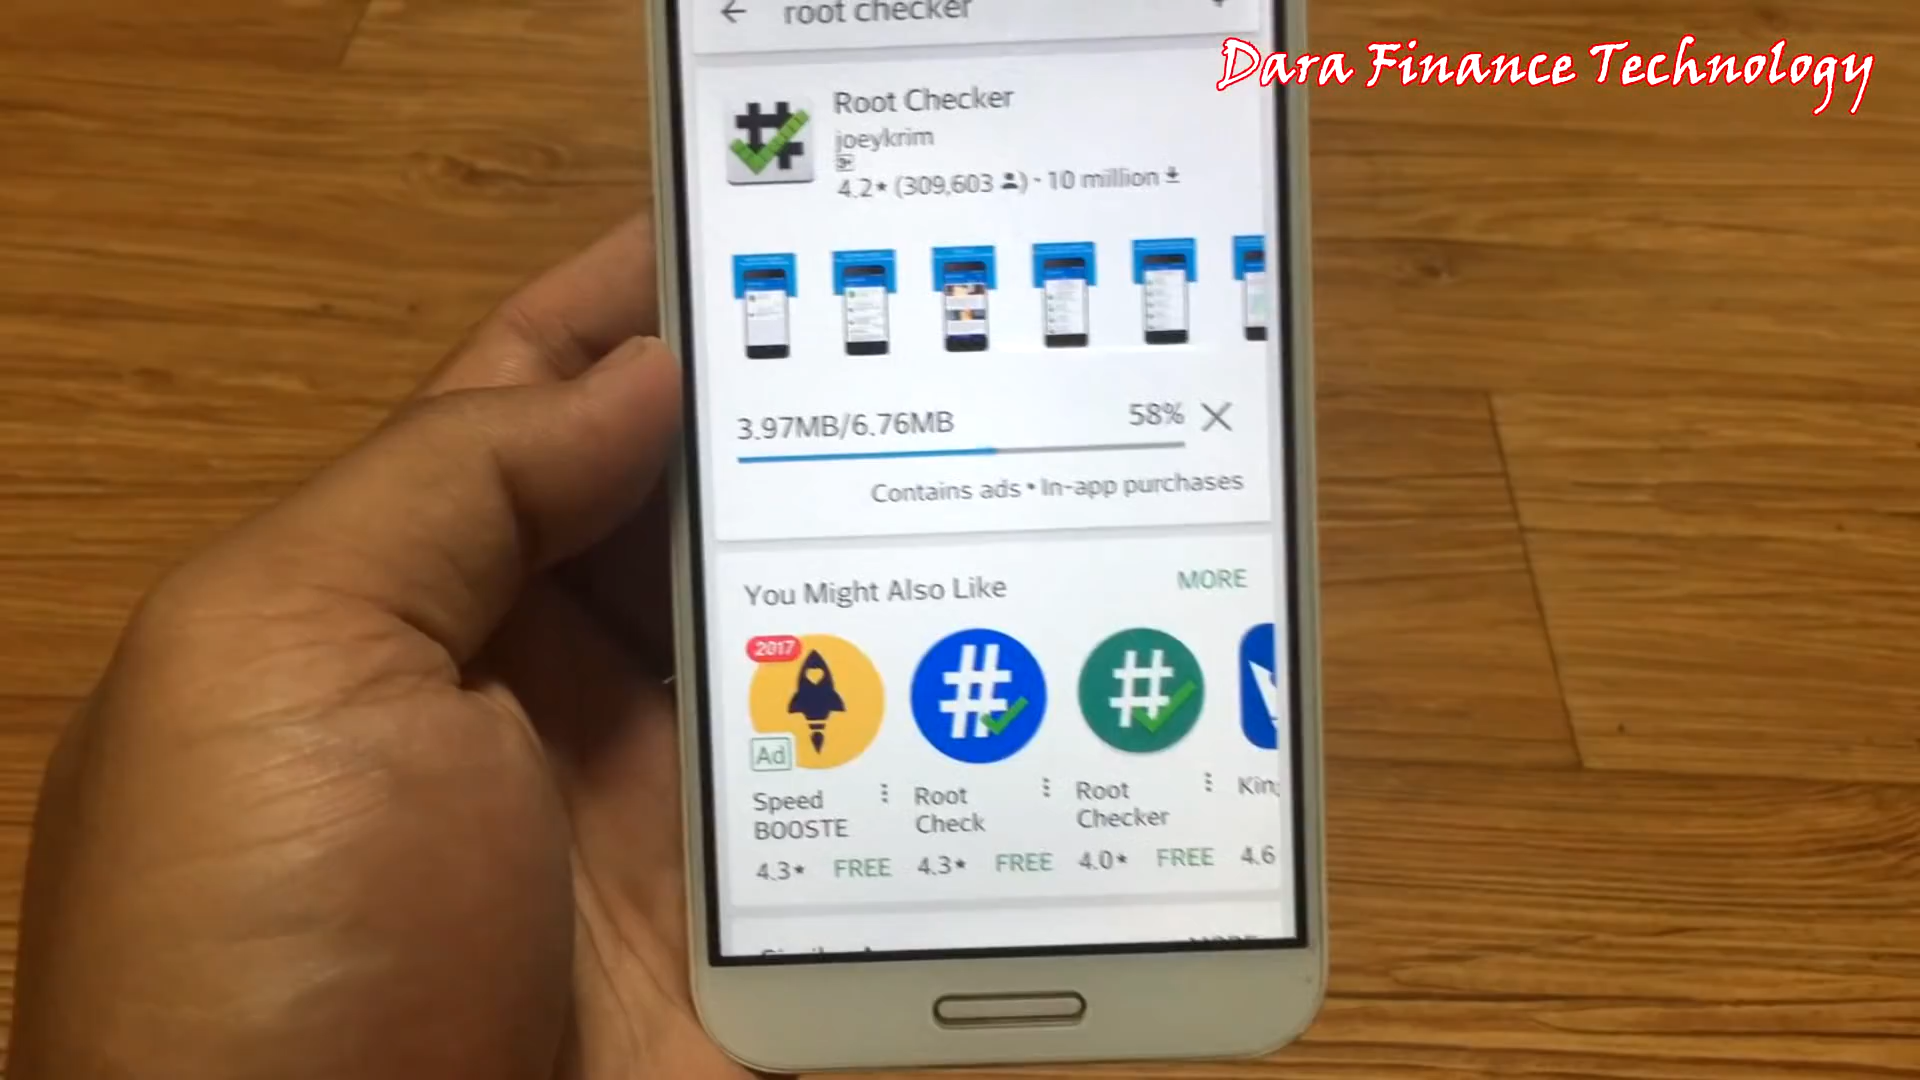 root checker
Dara Finance Technology
Root Checker
joeykrim
3+
4.2★ (309,603) - 10 million
3.97MB/6.76MB 58%
Contains ads • In-app purchases
You Might Also Like MORE
2017
Ad
Speed BOOSTE
4.3★ FREE
Root Check
4.3★ FREE
Root Checker
4.0★ FREE
4.6